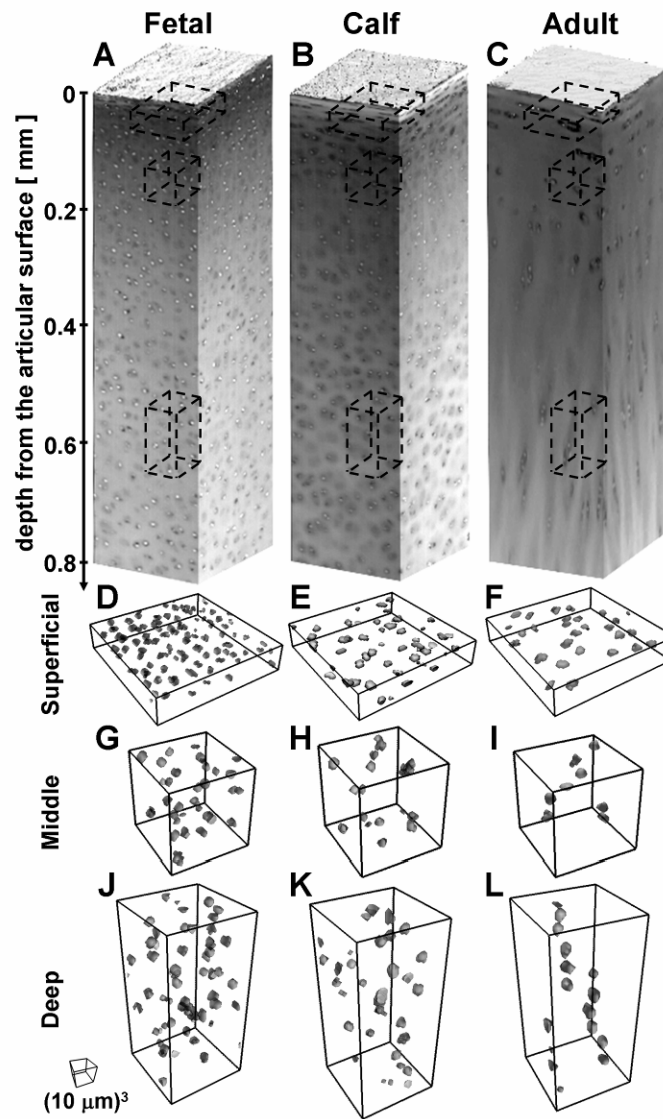 Fetal Calf Adult
A B C
0
0.2
0.4
0.6
0.8
depth from the articular surface [ mm ]
D E F
Superficial
G H I
Middle
J K L
Deep
(10 μm)³